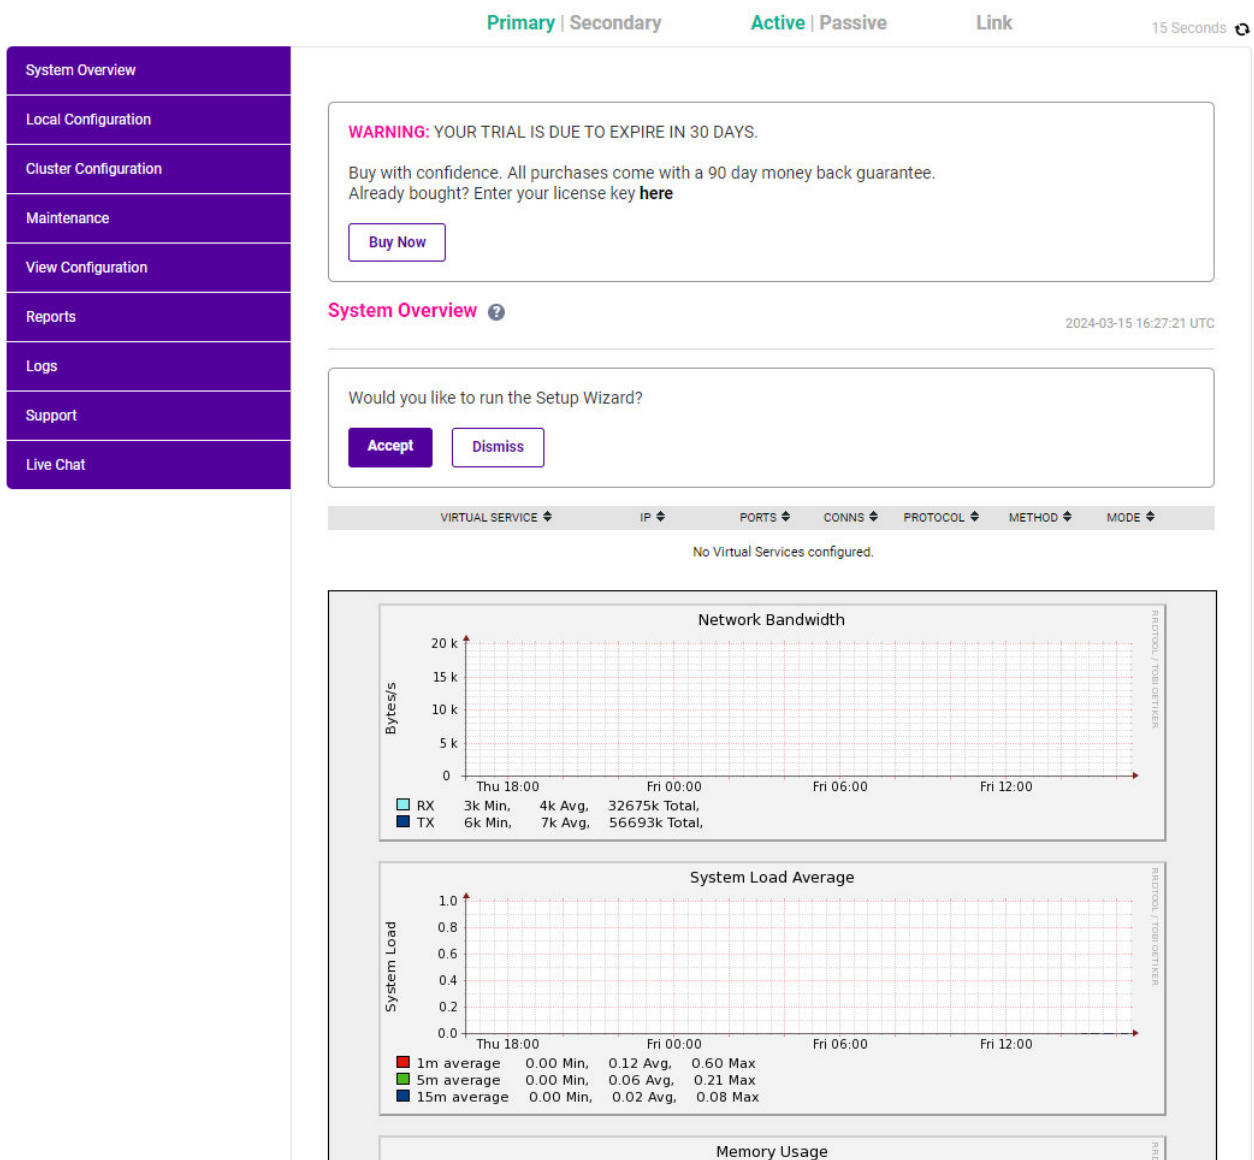 Primary | Secondary Active | Passive Link 15 Seconds
System Overview
Local Configuration
Cluster Configuration
Maintenance
View Configuration
Reports
Logs
Support
Live Chat
WARNING: YOUR TRIAL IS DUE TO EXPIRE IN 30 DAYS.
Buy with confidence. All purchases come with a 90 day money back guarantee.
Already bought? Enter your license key here
Buy Now
System Overview ?
2024-03-15 16:27:21 UTC
Would you like to run the Setup Wizard?
Accept Dismiss
VIRTUAL SERVICE IP PORTS CONNS PROTOCOL METHOD MODE
No Virtual Services configured.
Network Bandwidth
RRDTOOL / TOBI OETIKER
Bytes/s
20 k
15 k
10 k
5 k
0
Thu 18:00 Fri 00:00 Fri 06:00 Fri 12:00
RX 3k Min, 4k Avg, 32675k Total,
TX 6k Min, 7k Avg, 56693k Total,
System Load Average
RRDTOOL / TOBI OETIKER
System Load
1.0
0.8
0.6
0.4
0.2
0.0
Thu 18:00 Fri 00:00 Fri 06:00 Fri 12:00
1m average 0.00 Min, 0.12 Avg, 0.60 Max
5m average 0.00 Min, 0.06 Avg, 0.21 Max
15m average 0.00 Min, 0.02 Avg, 0.08 Max
Memory Usage